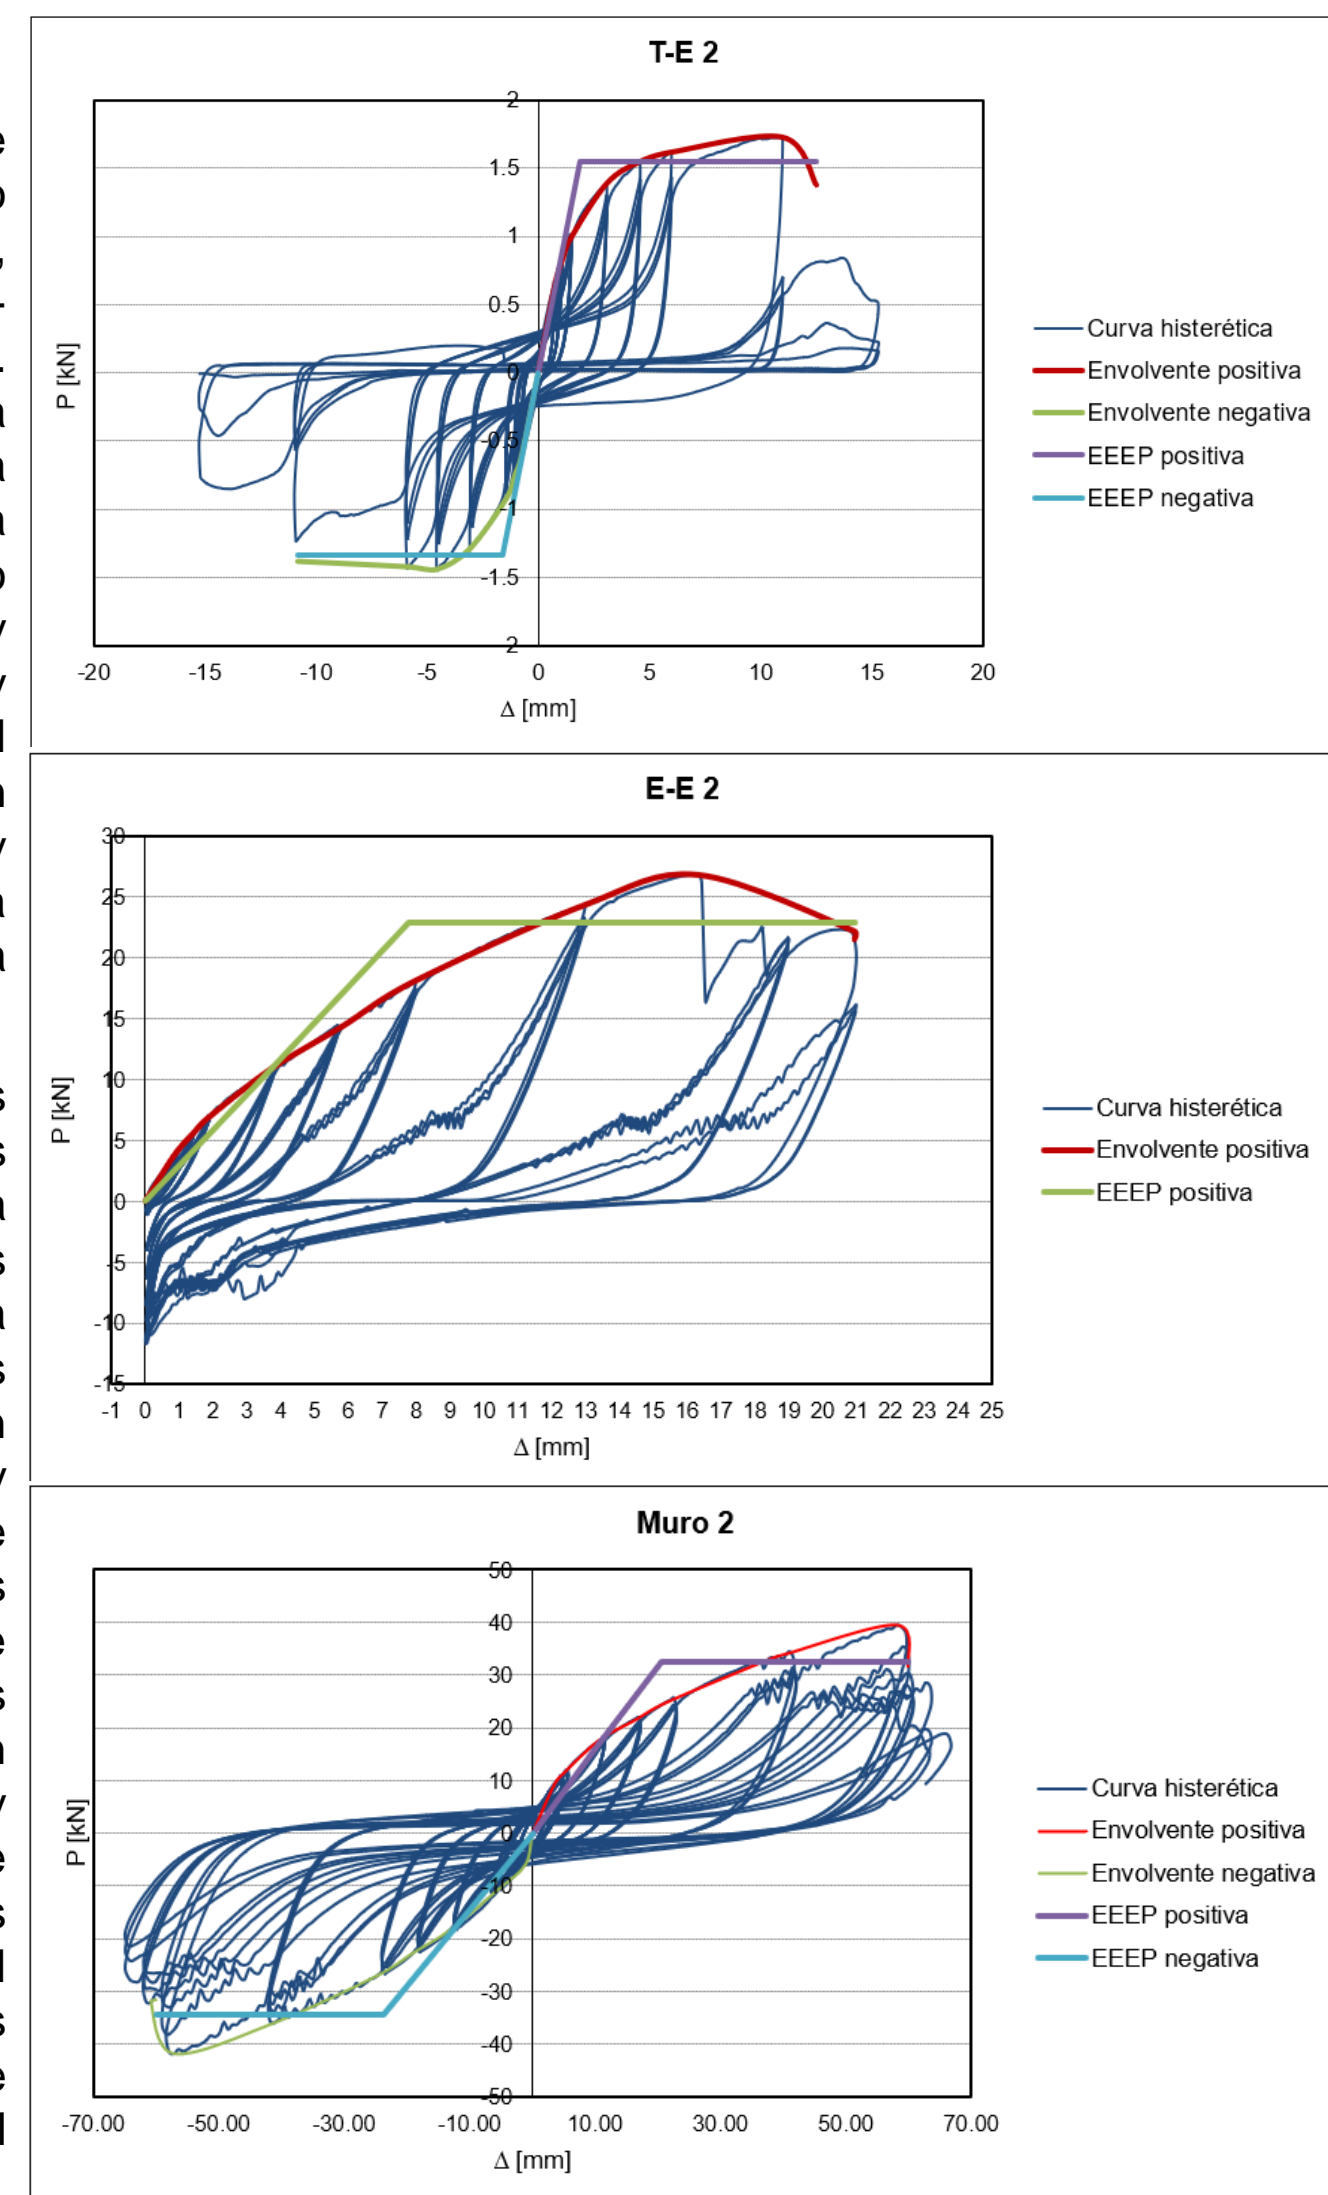 T-E 2
2
1.5
1
0.5
0
-0.5
-1
-1.5
-2
P [kN]
-20 -15 -10 -5 0 5 10 15 20
Δ [mm]
Curva histerética
Envolvente positiva
Envolvente negativa
EEEP positiva
EEEP negativa
E-E 2
30
25
20
15
10
5
0
-5
-10
-15
P [kN]
-1 0 1 2 3 4 5 6 7 8 9 10 11 12 13 14 15 16 17 18 19 20 21 22 23 24 25
Δ [mm]
Curva histerética
Envolvente positiva
EEEP positiva
Muro 2
50
40
30
20
10
0
-10
-20
-30
-40
-50
P [kN]
-70.00 -50.00 -30.00 -10.00 10.00 30.00 50.00 70.00
Δ [mm]
Curva histerética
Envolvente positiva
Envolvente negativa
EEEP positiva
EEEP negativa